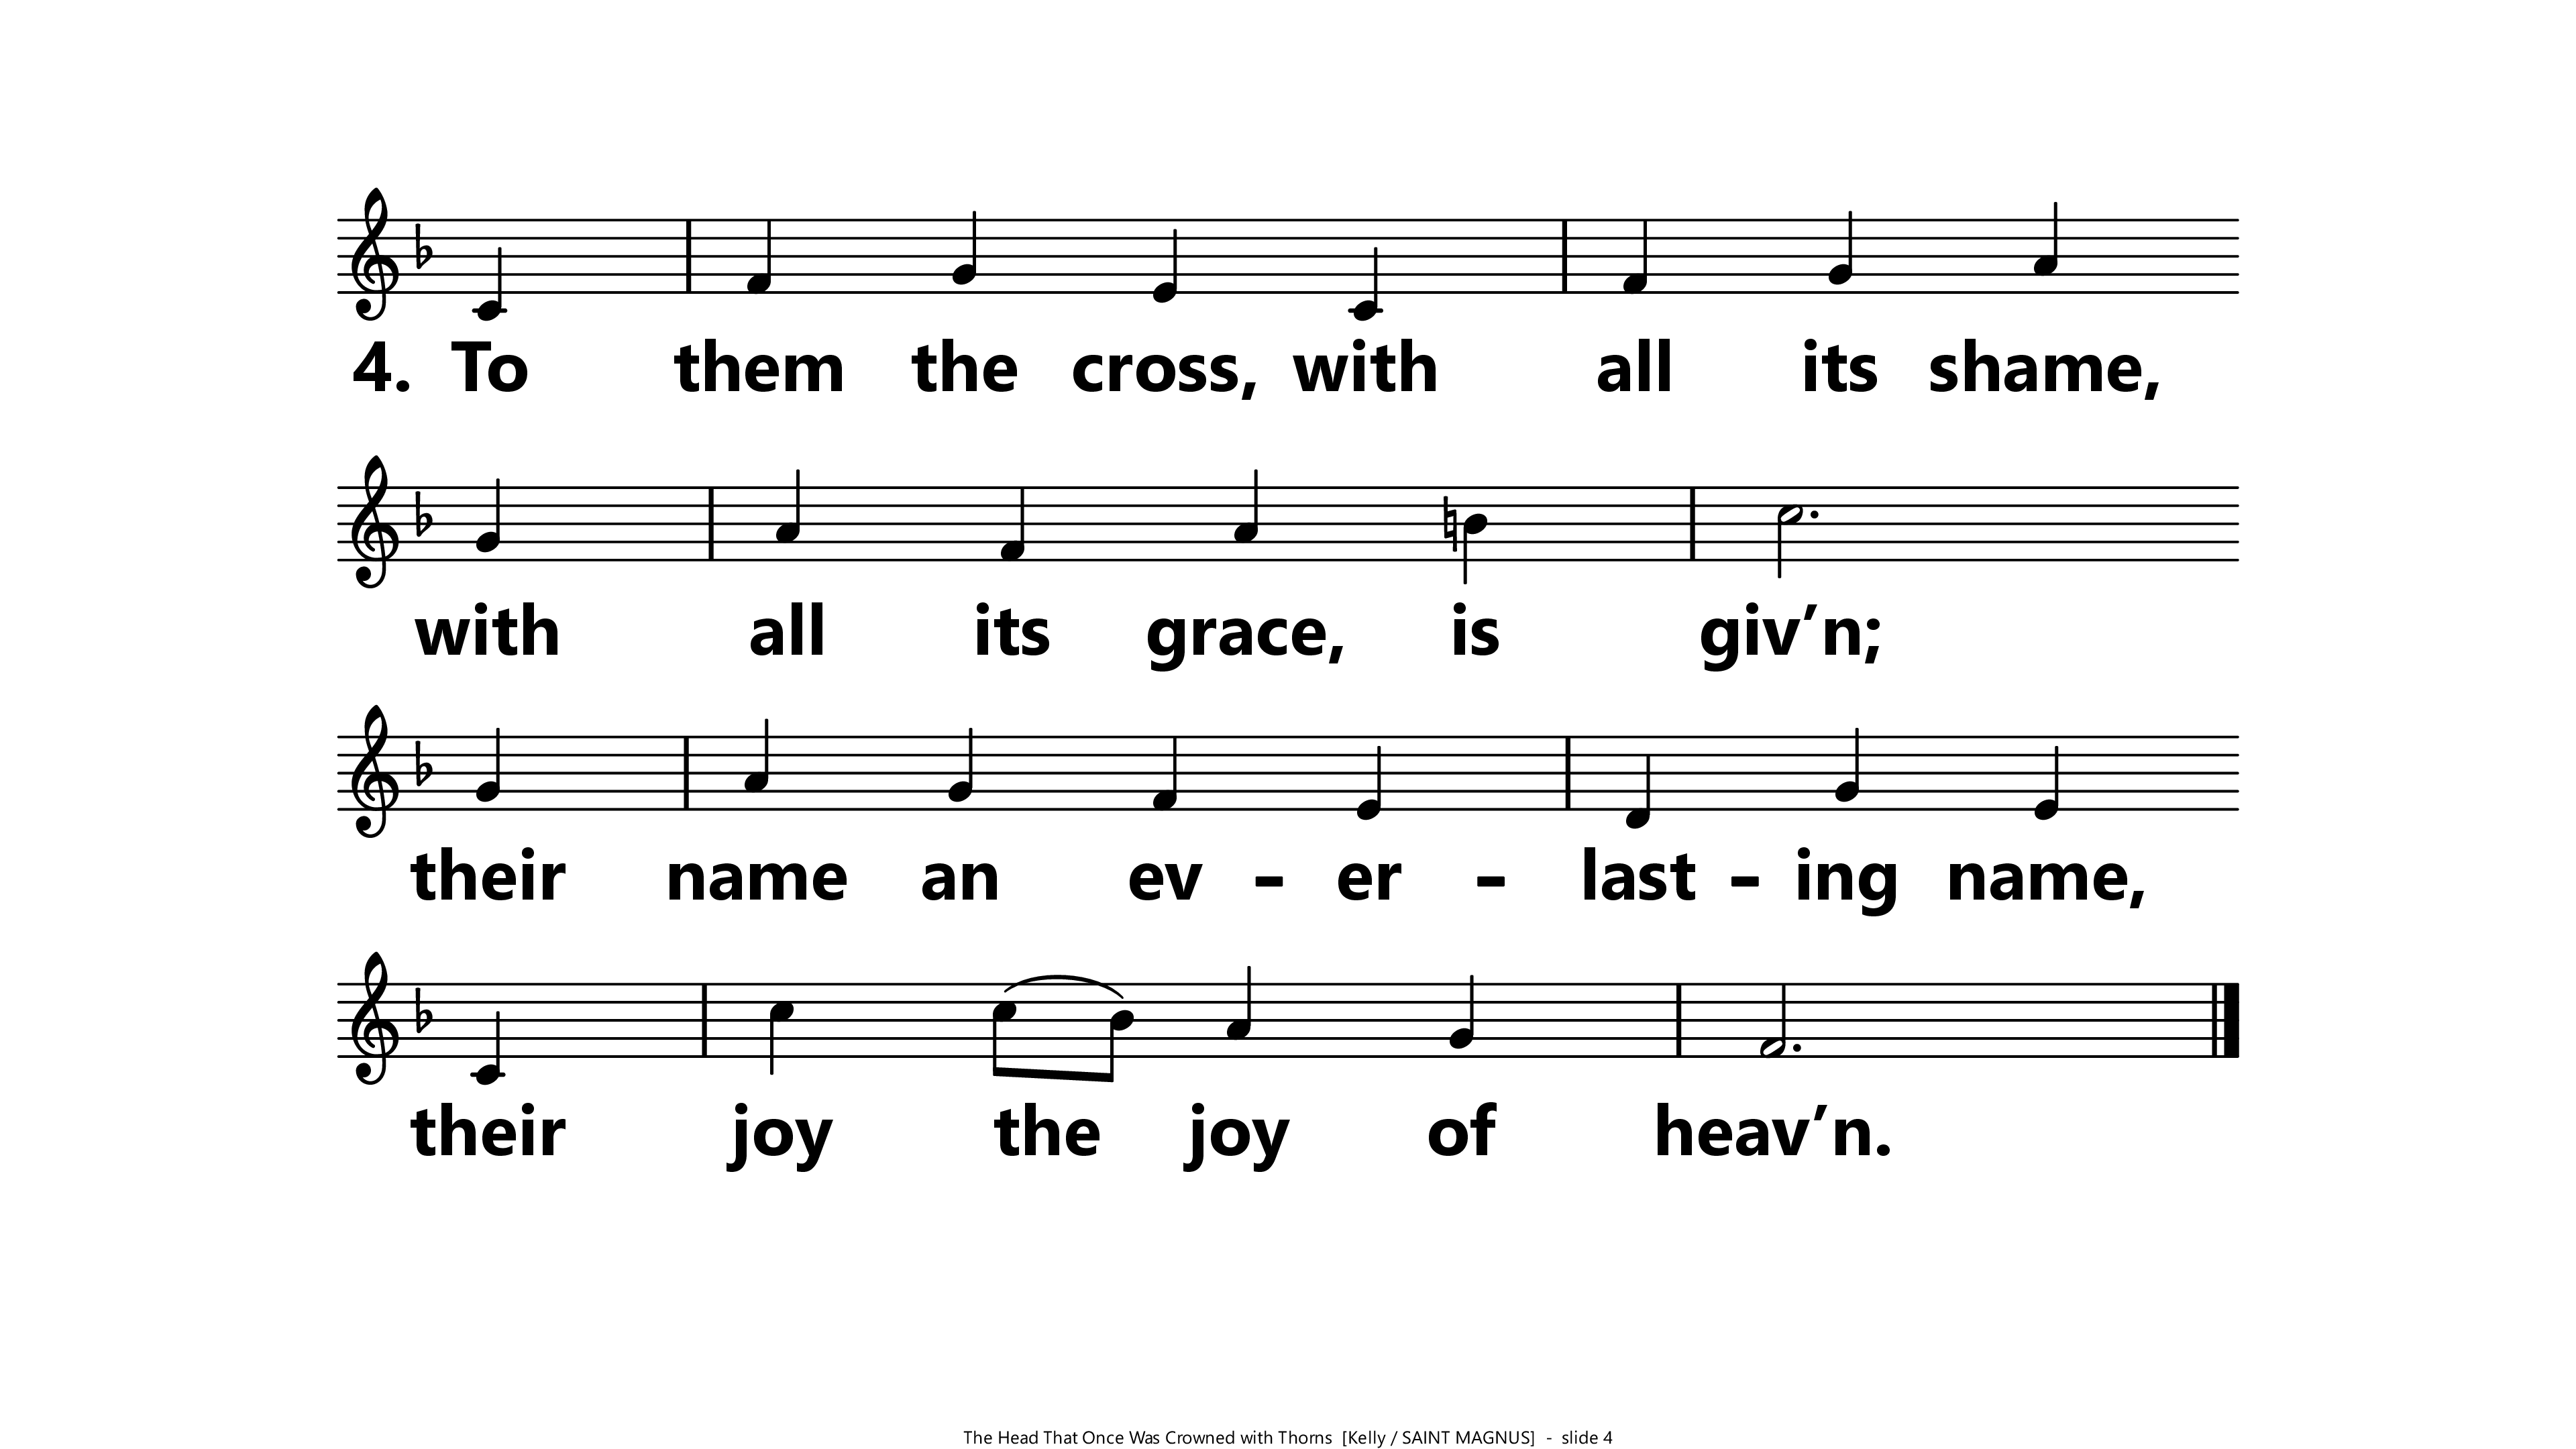 4. To them the cross, with all its shame,
with all its grace, is giv’n;
their name an ev - er - last - ing name,
their joy the joy of heav’n.
The Head That Once Was Crowned with Thorns [Kelly / SAINT MAGNUS] - slide 4